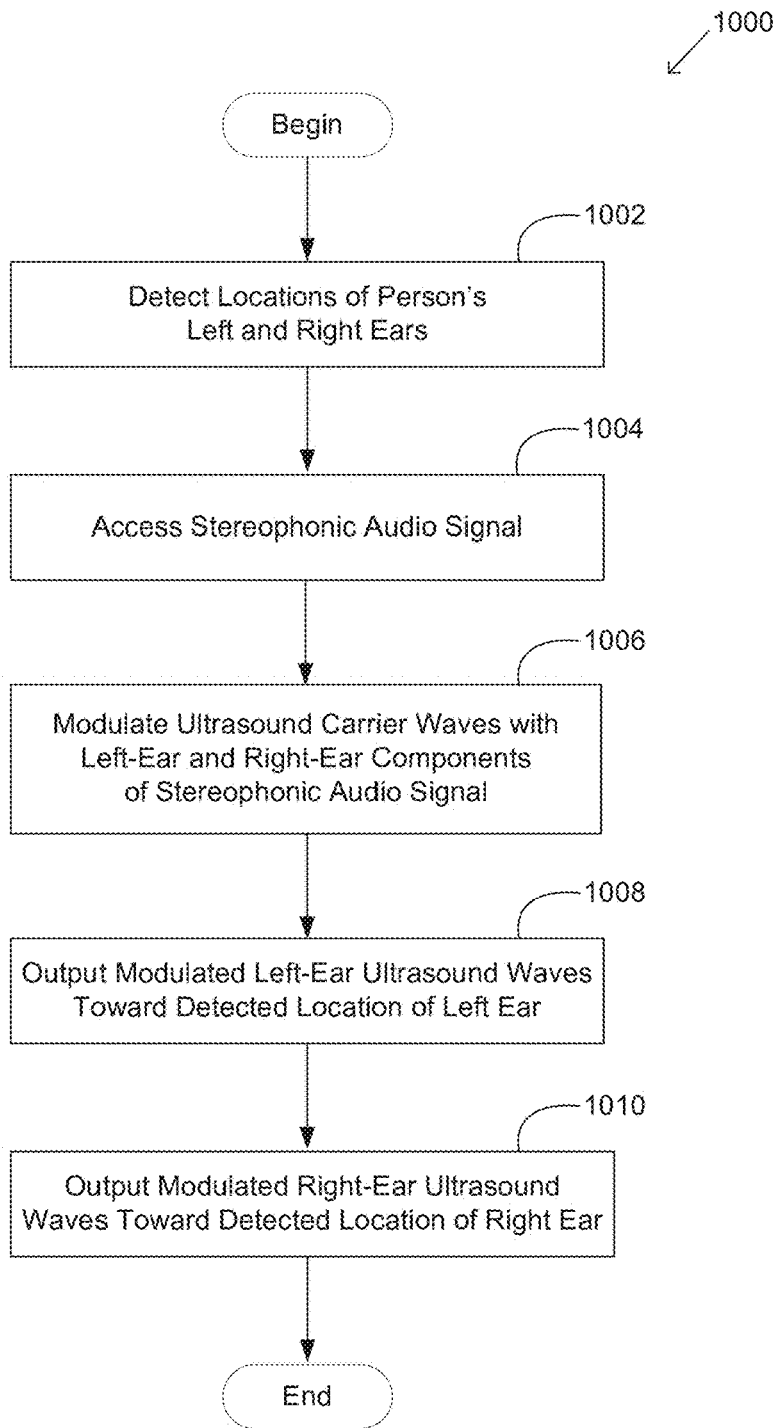 1000
Begin
1002
Detect Locations of Person's
Left and Right Ears
1004
Access Stereophonic Audio Signal
1006
Modulate Ultrasound Carrier Waves with
Left-Ear and Right-Ear Components
of Stereophonic Audio Signal
1008
Output Modulated Left-Ear Ultrasound Waves
Toward Detected Location of Left Ear
1010
Output Modulated Right-Ear Ultrasound
Waves Toward Detected Location of Right Ear
End